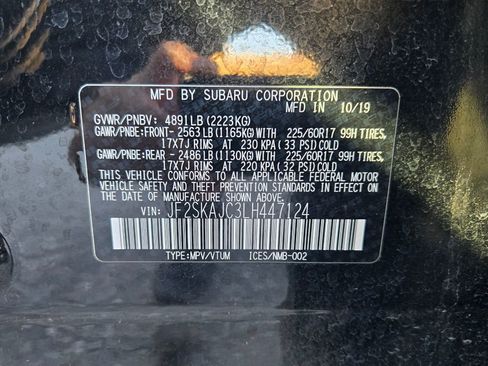 MFD BY SUBARU CORPORATION
MFD IN 10/19
GVWR/PNBV: 4891LB (2223KG)
GAWR/PNBE:FRONT- 2563LB (1165KG)WITH 225/60R17 99H TIRES,
17X7J RIMS AT 230 KPA (33 PSI) COLD
GAWR/PNBE:REAR - 2486LB (1130KG)WITH 225/60R17 99H TIRES,
17X7J RIMS AT 220 KPA (32 PSI) COLD
THIS VEHICLE CONFORMS TO ALL APPLICABLE FEDERAL MOTOR
VEHICLE SAFETY AND THEFT PREVENTION STANDARDS IN EFFECT
ON THE DATE OF MANUFACTURE SHOWN ABOVE.
VIN: JF2SKAJC3LH447124
TYPE:MPV/VTUM ICES/NMB-002